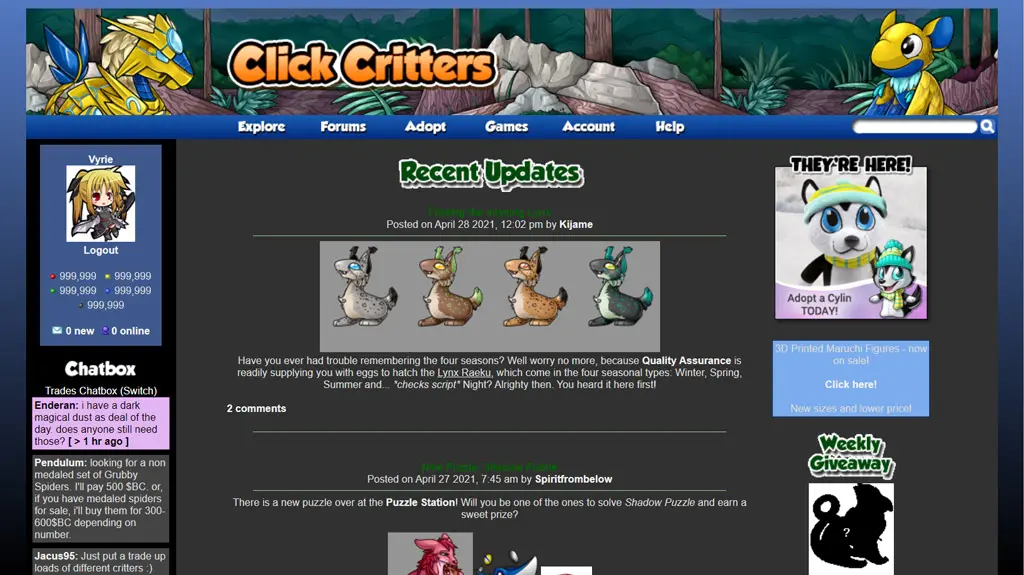 Click Critters
Explore Forums Adopt Games Account Help
Vyrie
Logout
999,999 999,999
999,999 999,999
999,999
0 new 0 online
Chatbox
Trades Chatbox (Switch)
Enderan: i have a dark
magical dust as deal of the
day. does anyone still need
those? [ > 1 hr ago ]
Pendulum: looking for a non
medaled set of Grubby
Spiders. I'll pay 500 $BC. or,
if you have medaled spiders
for sale, i'll buy them for 300-
600$BC depending on
number.
Jacus95: Just put a trade up
loads of different critters :)
Recent Updates
Posted on April 28 2021, 12:02 pm by Kijame
Have you ever had trouble remembering the four seasons? Well worry no more, because Quality Assurance is
readily supplying you with eggs to hatch the Lynx Raeku, which come in the four seasonal types: Winter, Spring,
Summer and... *checks script* Night? Alrighty then. You heard it here first!
2 comments
Posted on April 27 2021, 7:45 am by Spiritfrombelow
There is a new puzzle over at the Puzzle Station! Will you be one of the ones to solve Shadow Puzzle and earn a
sweet prize?
THEY'RE HERE!
Adopt a Cylin
TODAY!
3D Printed Maruchi Figures - now
on sale!
Click here!
New sizes and lower price!
Weekly
Giveaway
?